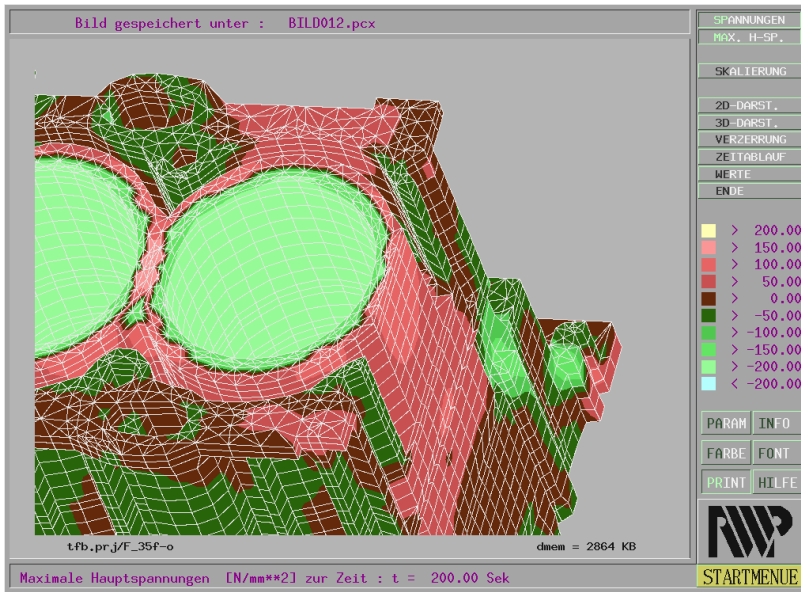 Bild gespeichert unter :   BILD012.pcx
SPANNUNGEN
MAX. H-SP.
SKALIERUNG
2D-DARST.
3D-DARST.
VERZERRUNG
ZEITABLAUF
WERTE
ENDE
> 200.00
> 150.00
> 100.00
> 50.00
> 0.00
> -50.00
> -100.00
> -150.00
> -200.00
< -200.00
PARAM INFO
FARBE FONT
PRINT HILFE
RWP
tfb.prj/F_35f-o
dmem = 2864 KB
Maximale Hauptspannungen  [N/mm**2] zur Zeit : t =  200.00 Sek
STARTMENUE